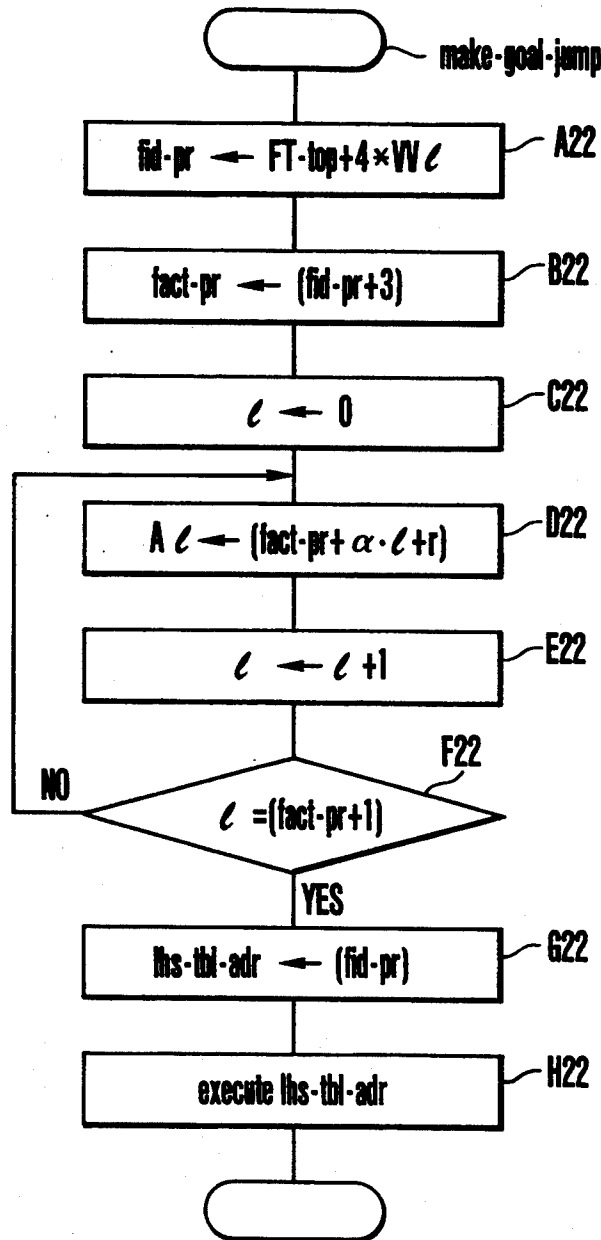 make-goal-jump
fid-pr ← FT-top+4×VVℓ
A22
fact-pr ← (fid-pr+3)
B22
ℓ ← 0
C22
Aℓ ← (fact-pr+α·ℓ+r)
D22
ℓ ← ℓ+1
E22
F22
NO
ℓ =(fact-pr+1)
YES
lhs-tbl-adr ← (fid-pr)
G22
execute lhs-tbl-adr
H22